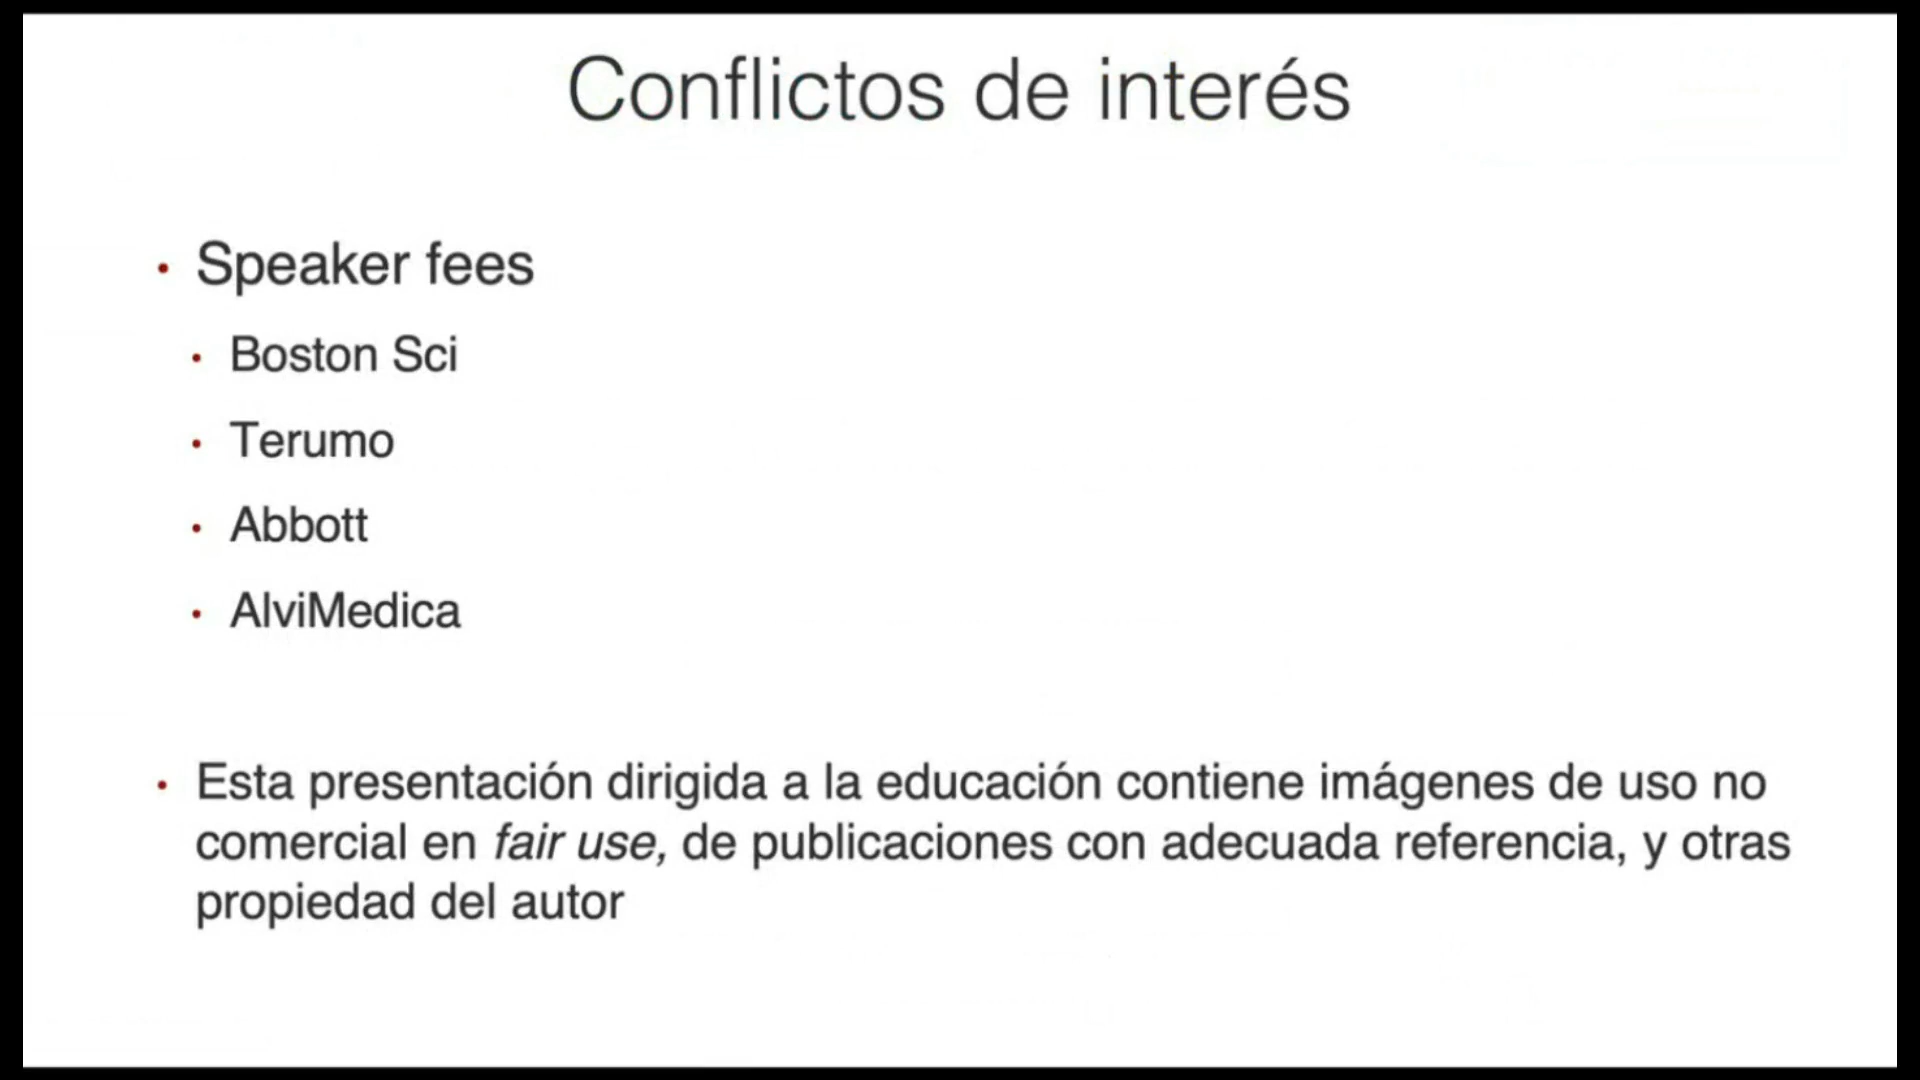 Conflictos de interés
• Speaker fees
• Boston Sci
• Terumo
• Abbott
• AlviMedica
• Esta presentación dirigida a la educación contiene imágenes de uso no
comercial en fair use, de publicaciones con adecuada referencia, y otras
propiedad del autor